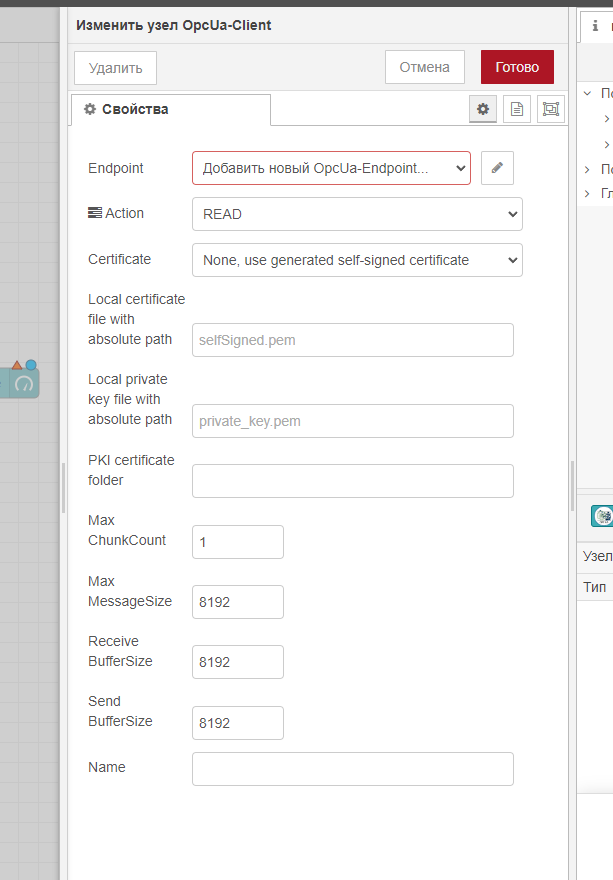 Изменить узел OpcUa-Client
Удалить
Отмена
Готово
Свойства
Endpoint
Добавить новый OpcUa-Endpoint...
Action
READ
Certificate
None, use generated self-signed certificate
Local certificate
file with
absolute path
selfSigned.pem
Local private
key file with
absolute path
private_key.pem
PKI certificate
folder
Max
ChunkCount
1
Max
MessageSize
8192
Receive
BufferSize
8192
Send
BufferSize
8192
Name
Узел
Тип